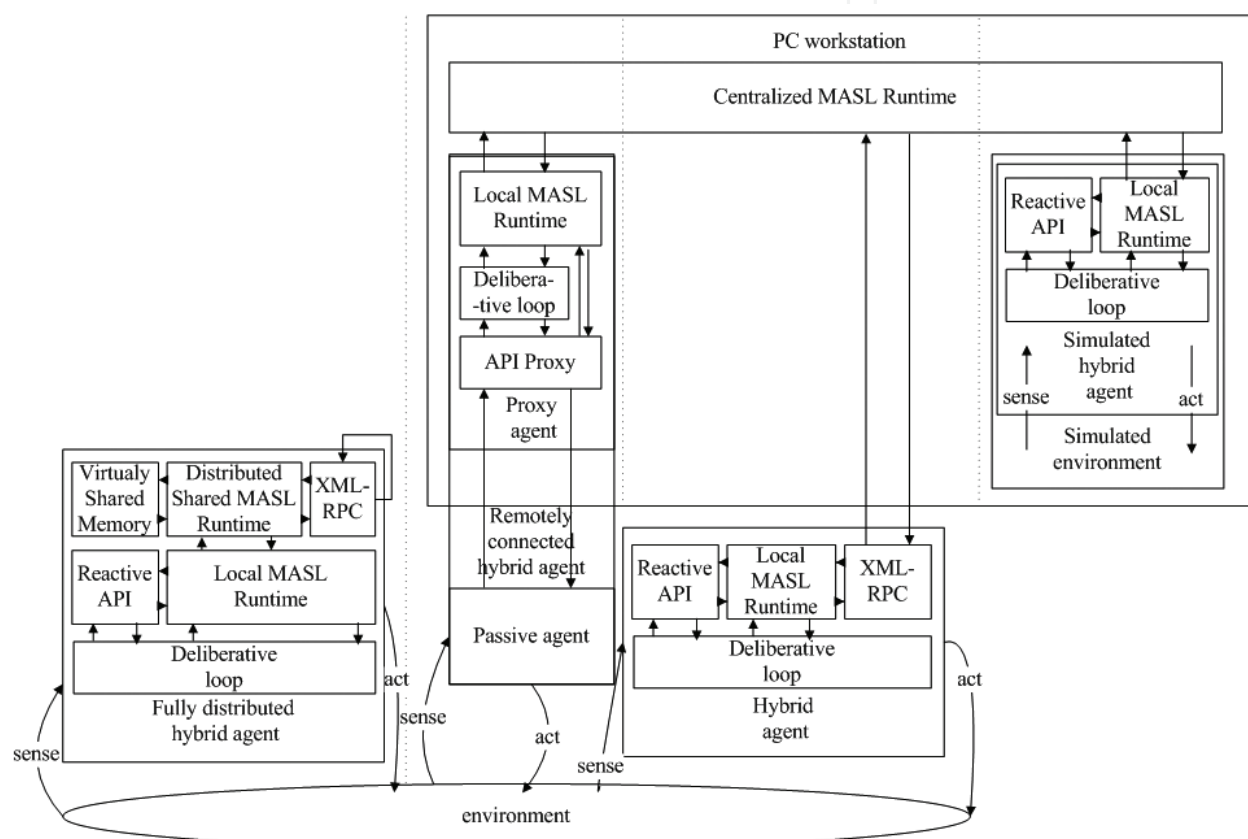 PC workstation
Centralized MASL Runtime
Local MASL
Runtime
Delibera-
-tive loop
API Proxy
Proxy
agent
Remotely
connected
hybrid agent
Passive agent
sense
act
Reactive
API
Local
MASL
Runtime
Deliberative
loop
Simulated
hybrid
agent
sense
act
Simulated
environment
Virtualy
Shared
Memory
Distributed
Shared MASL
Runtime
XML-
RPC
Reactive
API
Local MASL
Runtime
Deliberative
loop
Fully distributed
hybrid agent
sense
act
Reactive
API
Local
MASL
Runtime
XML-
RPC
Deliberative
loop
Hybrid
agent
sense
act
environment